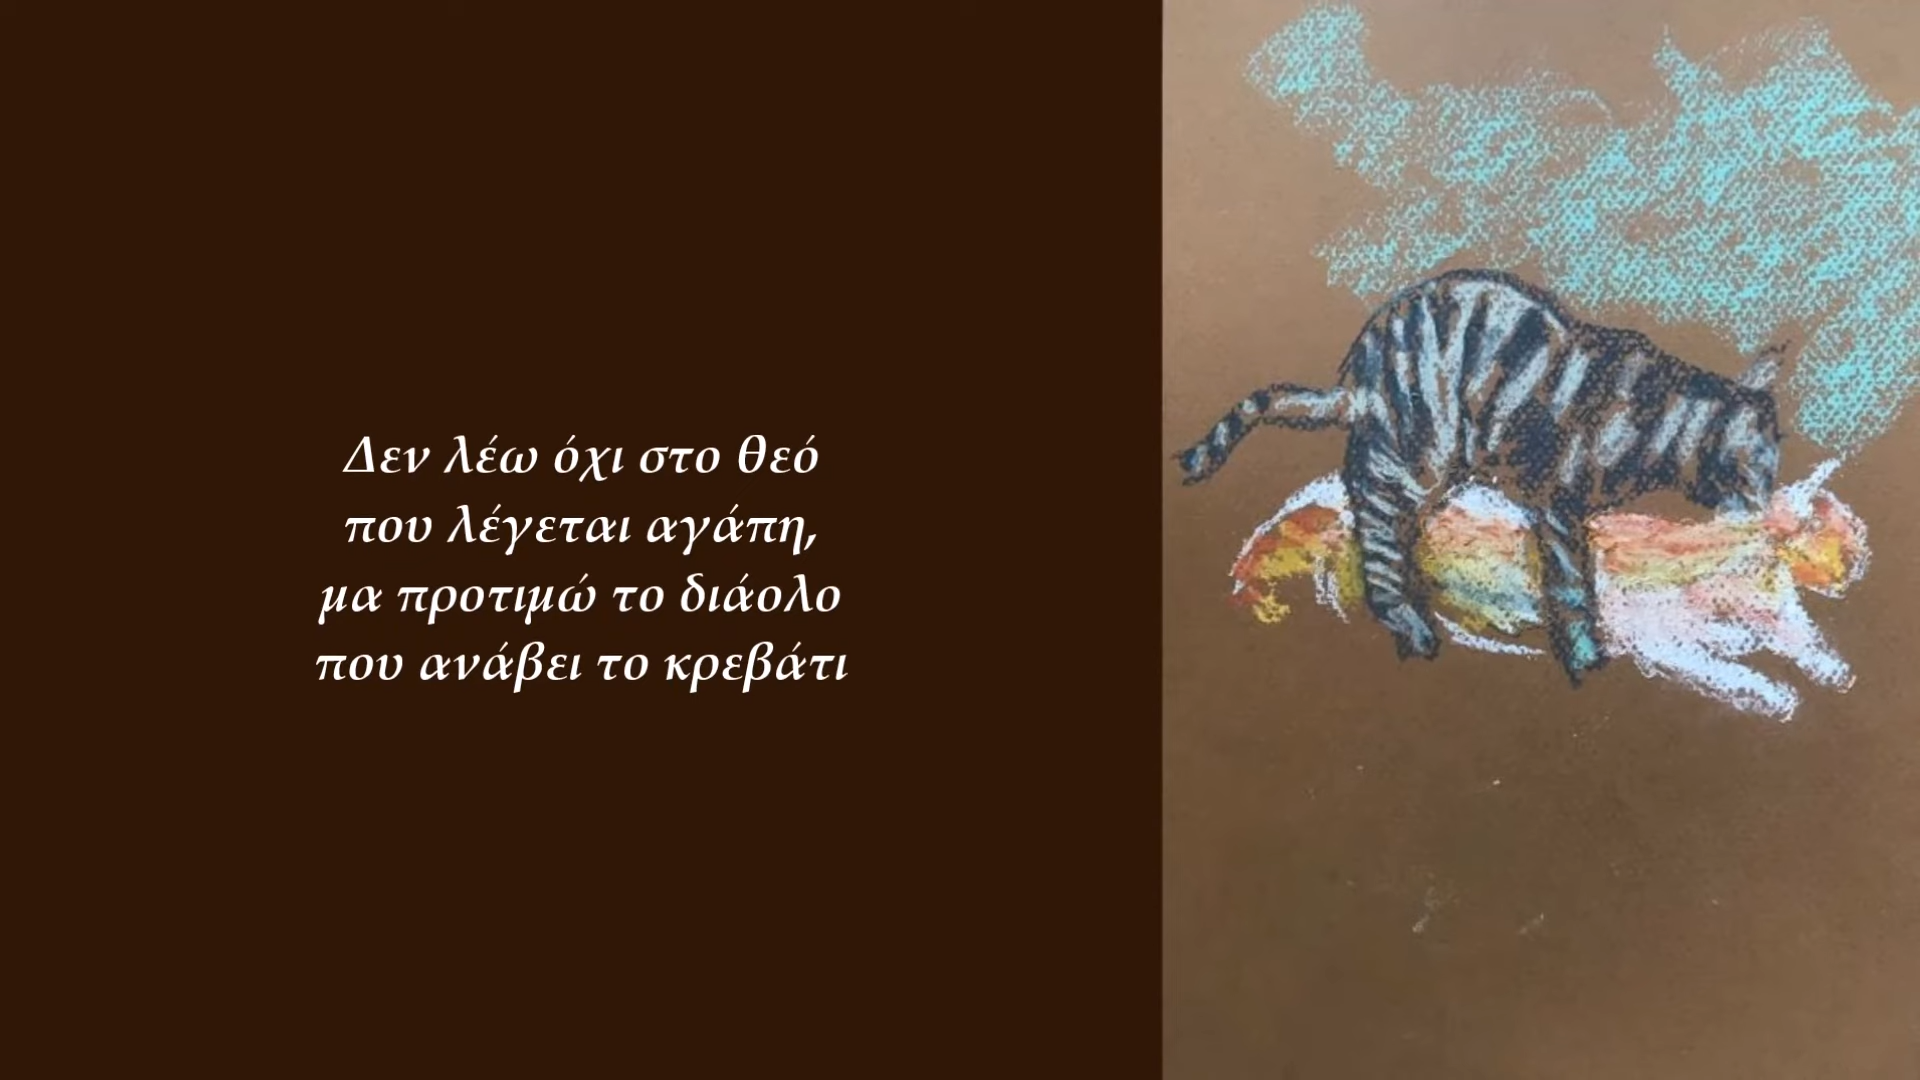 Δεν λέω όχι στο θεό
που λέγεται αγάπη,
μα προτιμώ το διάολο
που ανάβει το κρεβάτι